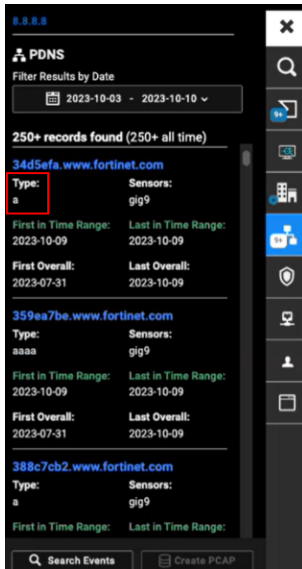 8.8.8.8
PDNS
Filter Results by Date
2023-10-03 - 2023-10-10
250+ records found (250+ all time)
34d5efa.www.fortinet.com
Type: Sensors:
a gig9
First in Time Range: Last in Time Range:
2023-10-09 2023-10-09
First Overall: Last Overall:
2023-07-31 2023-10-09
359ea7be.www.fortinet.com
Type: Sensors:
aaaa gig9
First in Time Range: Last in Time Range:
2023-10-09 2023-10-09
First Overall: Last Overall:
2023-07-31 2023-10-09
388c7cb2.www.fortinet.com
Type: Sensors:
a gig9
First in Time Range: Last in Time Range:
Search Events Create PCAP
9+
9+